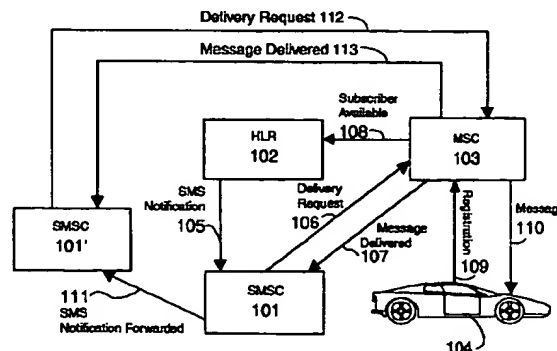 Delivery Request 112
Message Delivered 113
Subscriber
Available
108
HLR
102
MSC
103
SMS
Notification
105
Delivery
Request
106
Message
Delivered
107
Registration
109
Message
110
SMSC
101'
SMSC
101
111
SMS
Notification Forwarded
104